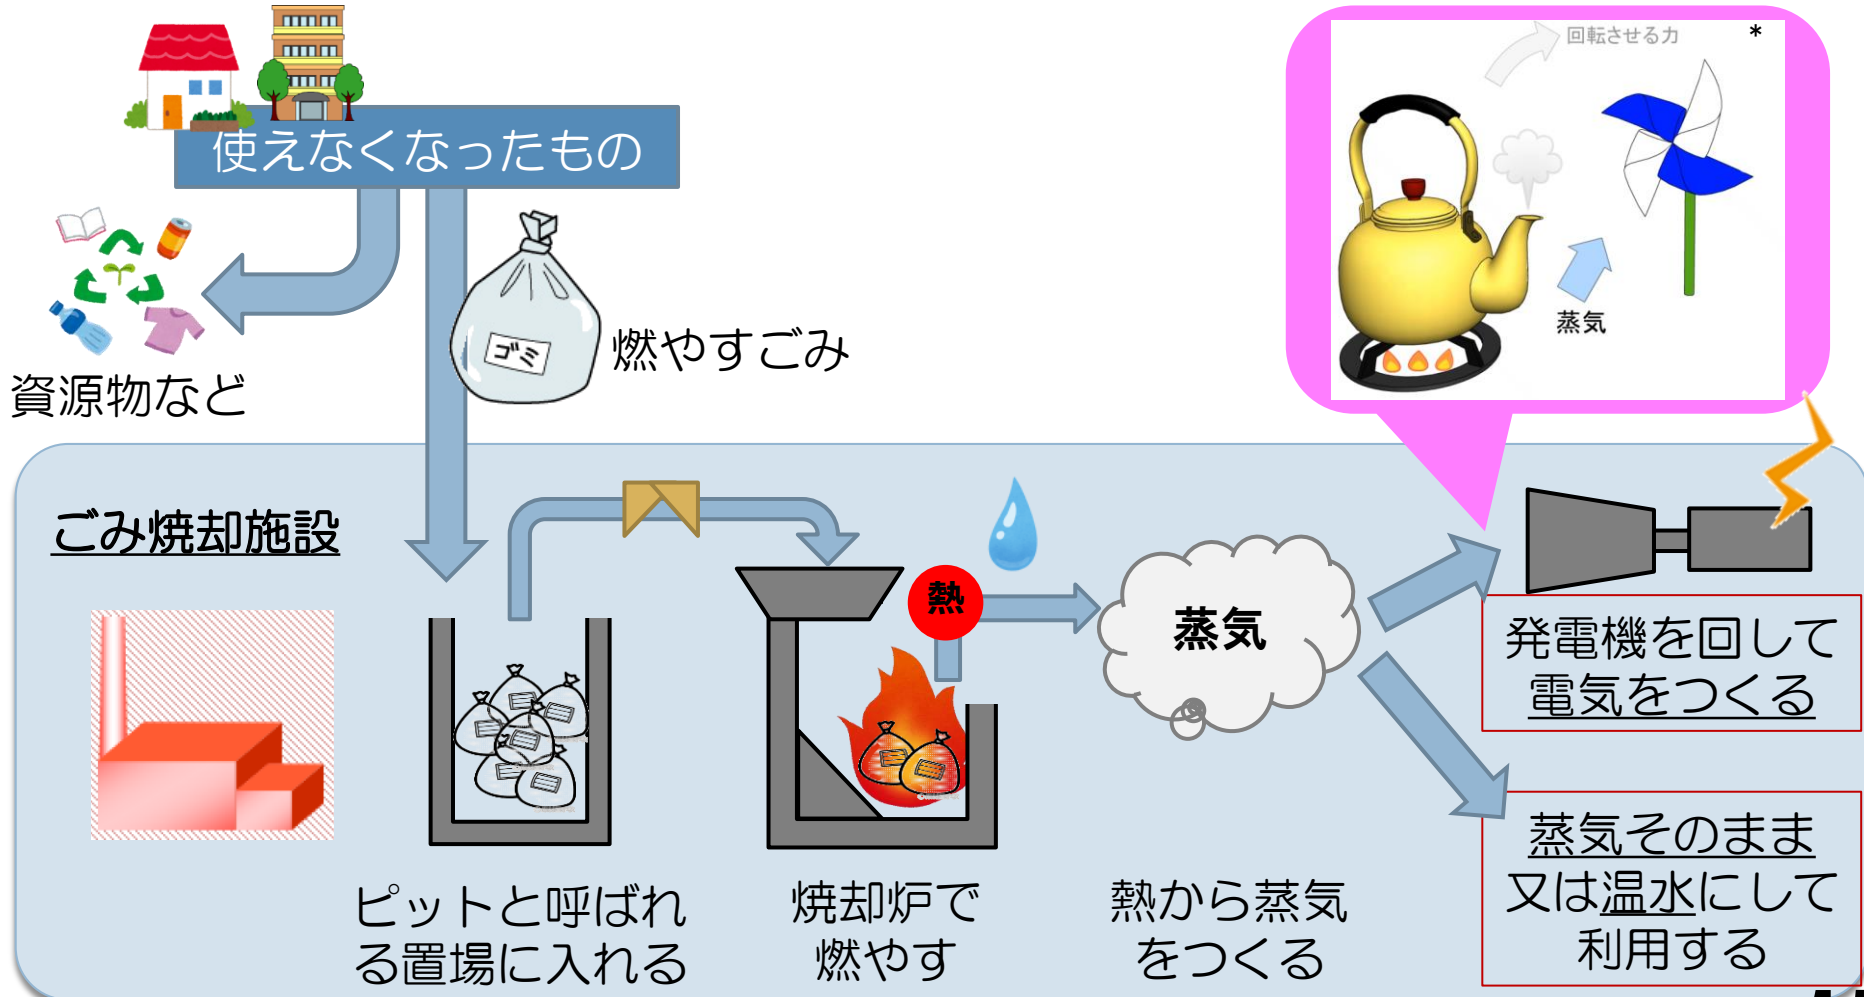 回転させる力
*
使えなくなったもの
蒸気
ゴミ
燃やすごみ
資源物など
ごみ焼却施設
熱
蒸気
発電機を回して
電気をつくる
蒸気そのまま
又は温水にして
利用する
ピットと呼ばれ
る置場に入れる
焼却炉で
燃やす
熱から蒸気
をつくる